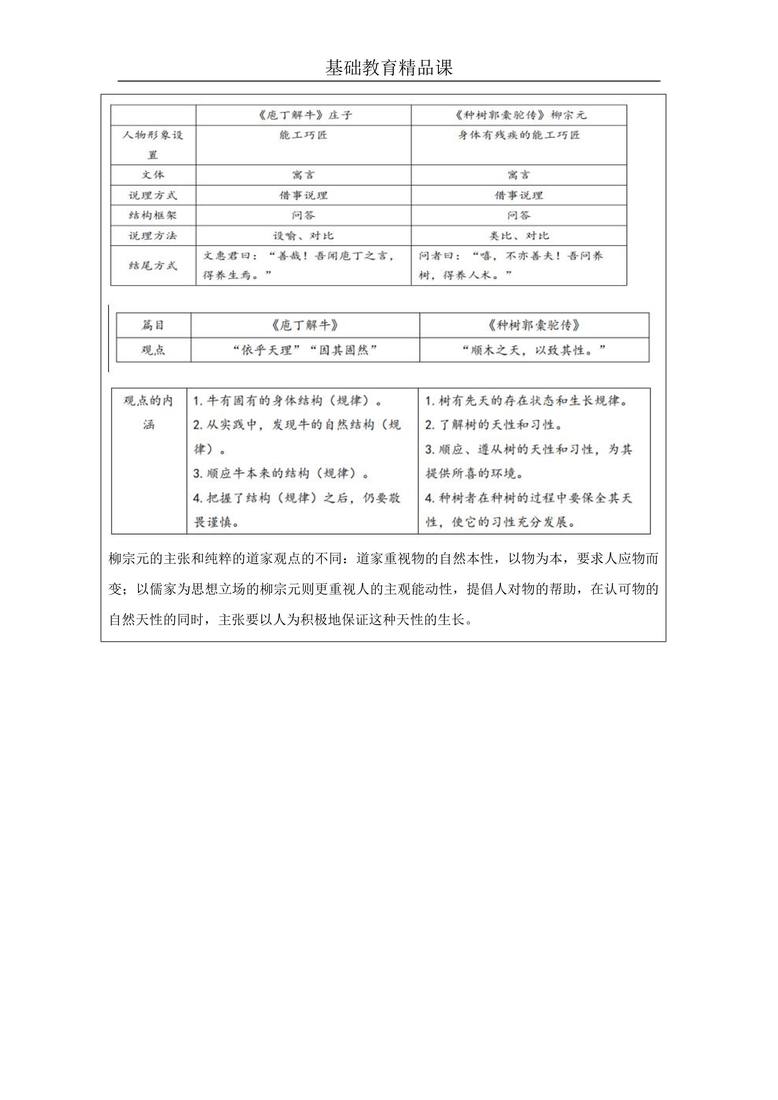 基础教育精品课
《庖丁解牛》庄子 《种树郭橐驼传》柳宗元
人物形象设置 能工巧匠 身体有残疾的能工巧匠
文体 寓言 寓言
说理方式 借事说理 借事说理
结构框架 问答 问答
说理方法 设喻、对比 类比、对比
结尾方式 文惠君曰：“善哉！吾闻庖丁之言，得养生焉。” 问者曰：“嘻，不亦善夫！吾问养树，得养人术。”
篇目 《庖丁解牛》 《种树郭橐驼传》
观点 “依乎天理”“因其固然” “顺木之天，以致其性。”
观点的内涵
1.牛有固有的身体结构（规律）。
2.从实践中，发现牛的自然结构（规律）。
3.顺应牛本来的结构（规律）。
4.把握了结构（规律）之后，仍要敬畏谨慎。
1.树有先天的存在状态和生长规律。
2.了解树的天性和习性。
3.顺应、遵从树的天性和习性，为其提供所喜的环境。
4.种树者在种树的过程中要保全其天性，使它的习性充分发展。
柳宗元的主张和纯粹的道家观点的不同：道家重视物的自然本性，以物为本，要求人应物而
变；以儒家为思想立场的柳宗元则更重视人的主观能动性，提倡人对物的帮助，在认可物的
自然天性的同时，主张要以人为积极地保证这种天性的生长。